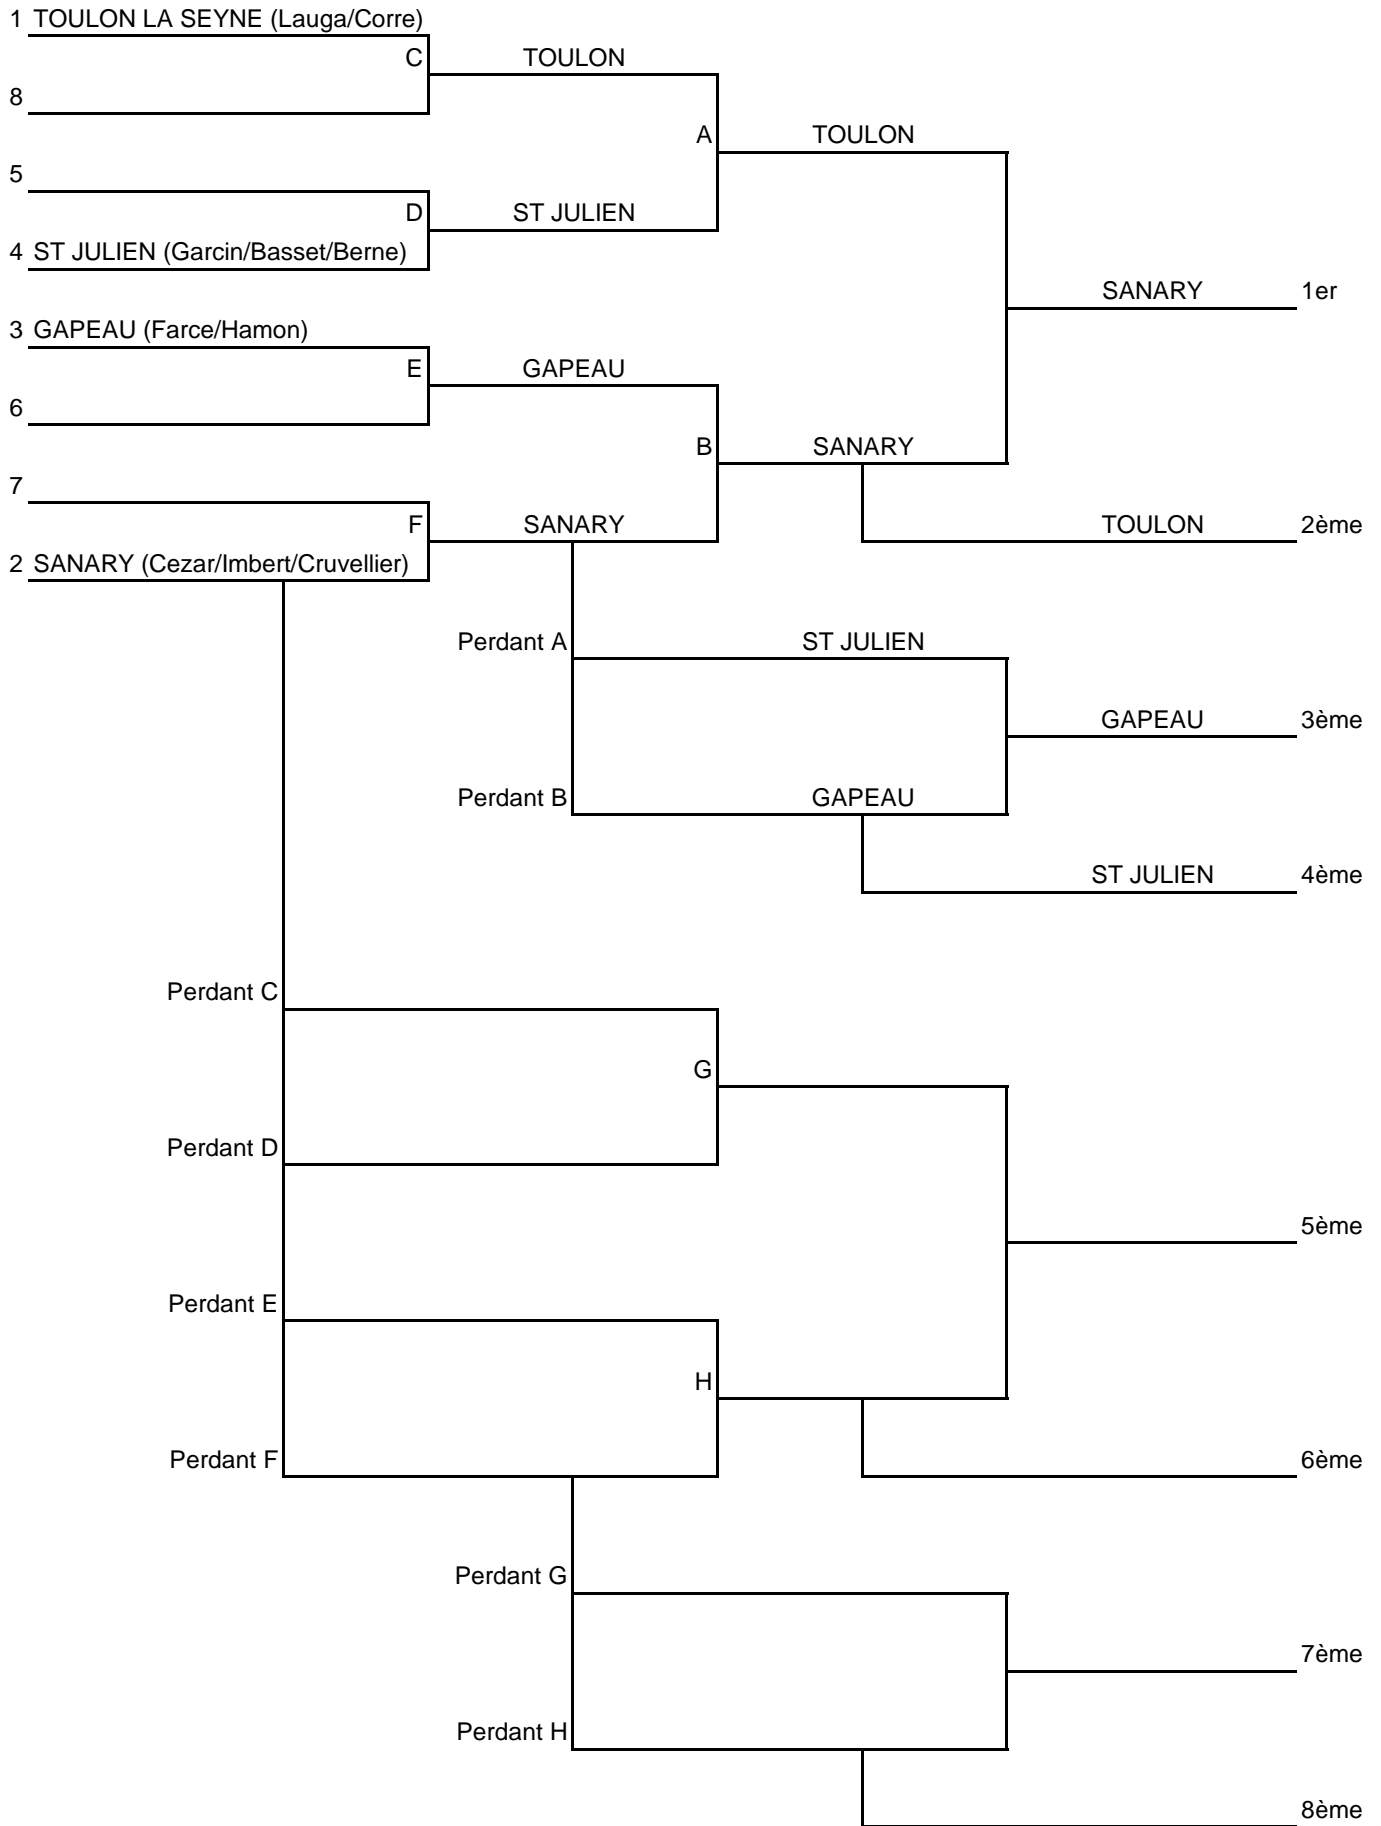 1 TOULON LA SEYNE (Lauga/Corre)
C TOULON
8
A TOULON
5
D ST JULIEN
4 ST JULIEN (Garcin/Basset/Berne)
SANARY 1er
3 GAPEAU (Farce/Hamon)
E GAPEAU
6
B SANARY
7
F SANARY TOULON 2ème
2 SANARY (Cezar/Imbert/Cruvellier)
Perdant A ST JULIEN
GAPEAU 3ème
Perdant B GAPEAU
ST JULIEN 4ème
Perdant C
G
Perdant D
5ème
Perdant E
H
Perdant F 6ème
Perdant G
7ème
Perdant H
8ème